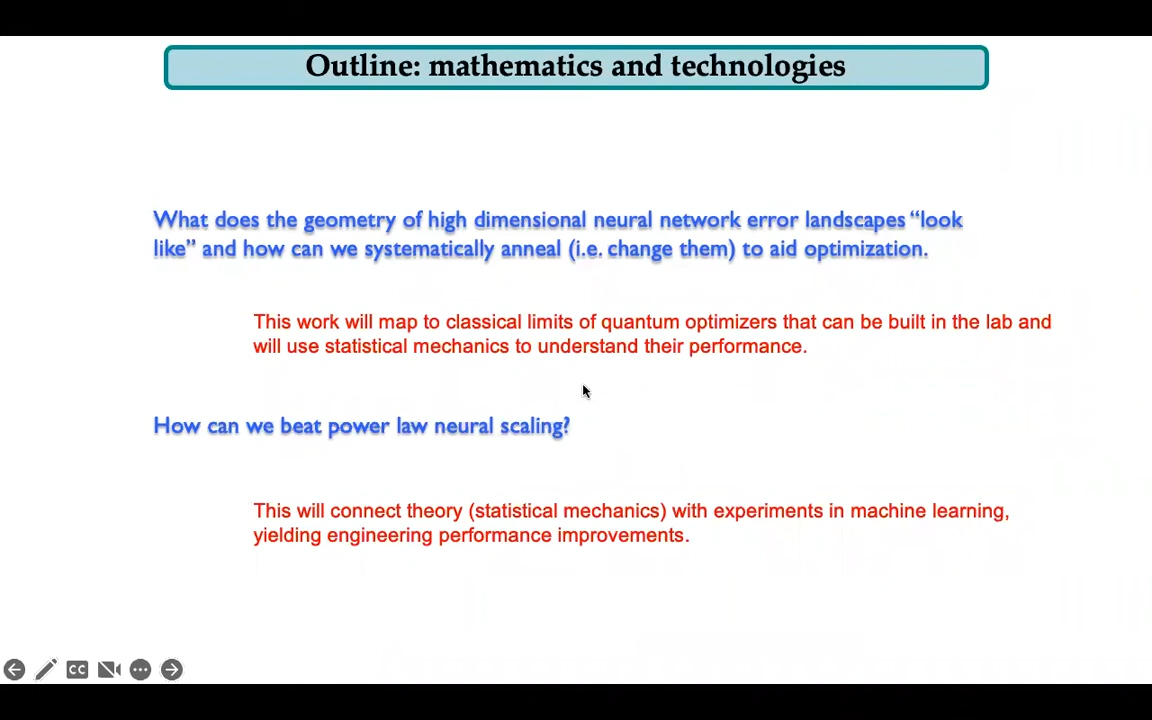 Outline: mathematics and technologies
What does the geometry of high dimensional neural network error landscapes “look
like” and how can we systematically anneal (i.e. change them) to aid optimization.
This work will map to classical limits of quantum optimizers that can be built in the lab and
will use statistical mechanics to understand their performance.
How can we beat power law neural scaling?
This will connect theory (statistical mechanics) with experiments in machine learning,
yielding engineering performance improvements.
CC